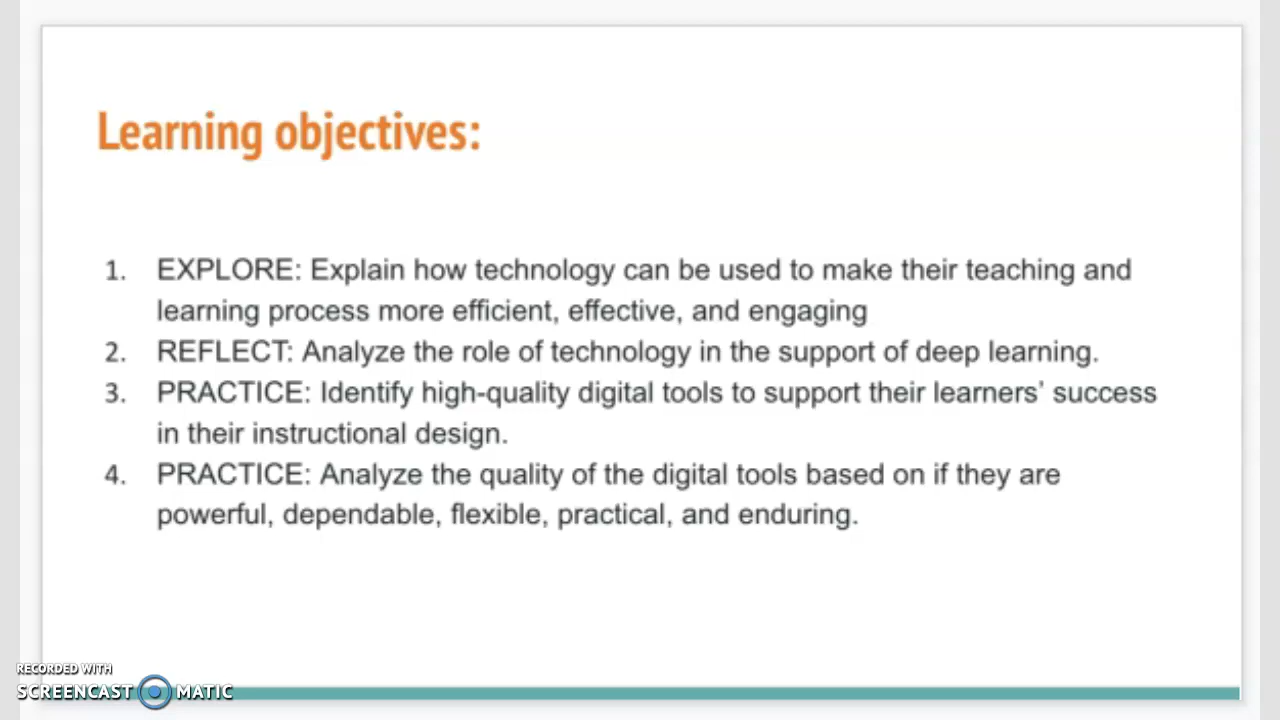 Learning objectives:
1. EXPLORE: Explain how technology can be used to make their teaching and
learning process more efficient, effective, and engaging
2. REFLECT: Analyze the role of technology in the support of deep learning.
3. PRACTICE: Identify high-quality digital tools to support their learners' success
in their instructional design.
4. PRACTICE: Analyze the quality of the digital tools based on if they are
powerful, dependable, flexible, practical, and enduring.
RECORDED WITH
SCREENCAST MATIC